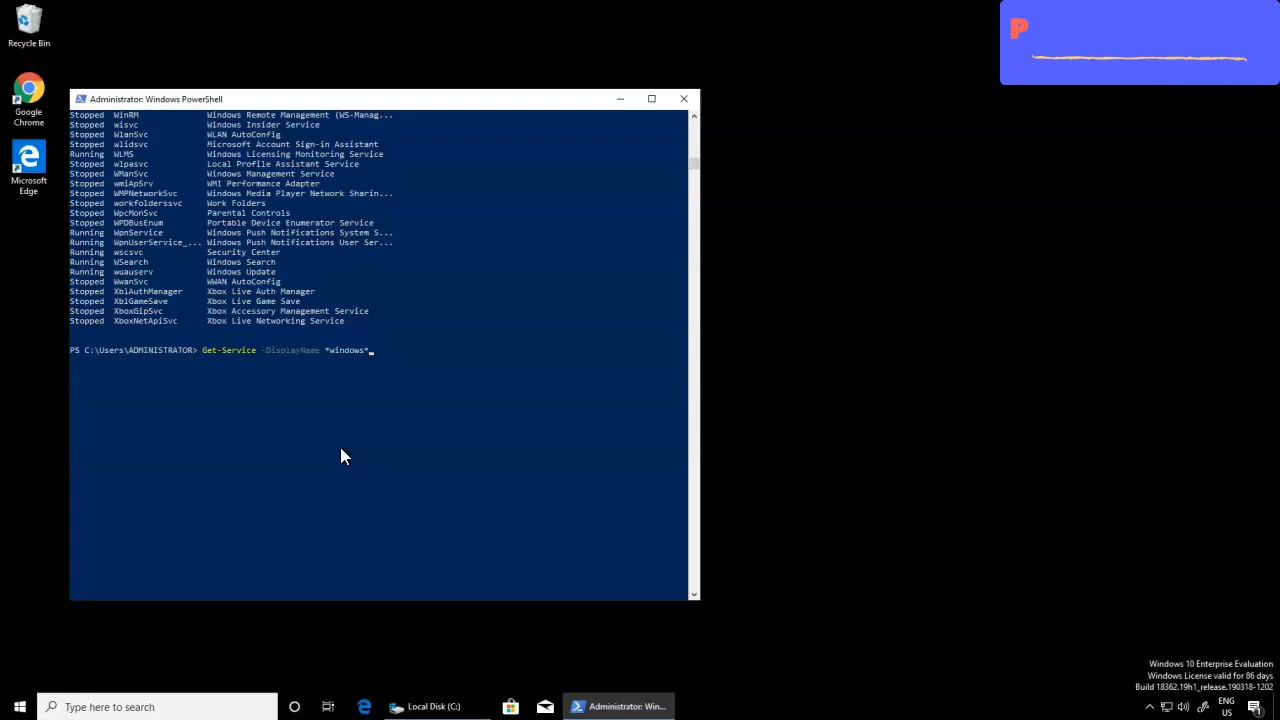 Recycle Bin
Google
Chrome
Microsoft
Edge
P
Administrator: Windows PowerShell
Stopped WinRM Windows Remote Management (WS-Manag...
Stopped wisvc Windows Insider Service
Stopped WlanSvc WLAN AutoConfig
Stopped wlidsvc Microsoft Account Sign-in Assistant
Running WLMS Windows Licensing Monitoring Service
Stopped wlpasvc Local Profile Assistant Service
Stopped WManSvc Windows Management Service
Stopped wmiApSrv WMI Performance Adapter
Stopped WMPNetworkSvc Windows Media Player Network Sharin...
Stopped workfolderssvc Work Folders
Stopped WpcMonSvc Parental Controls
Stopped WPDBusEnum Portable Device Enumerator Service
Running WpnService Windows Push Notifications System S...
Running WpnUserService_... Windows Push Notifications User Ser...
Running wscsvc Security Center
Running WSearch Windows Search
Running wuauserv Windows Update
Stopped WwanSvc WWAN AutoConfig
Stopped XblAuthManager Xbox Live Auth Manager
Stopped XblGameSave Xbox Live Game Save
Stopped XboxGipSvc Xbox Accessory Management Service
Stopped XboxNetApiSvc Xbox Live Networking Service
PS C:\Users\ADMINISTRATOR> Get-Service -DisplayName *windows*_
Windows 10 Enterprise Evaluation
Windows License valid for 86 days
Build 18362.19h1_release.190318-1202
Type here to search
Local Disk (C:)
Administrator: Win...
ENG
US
1